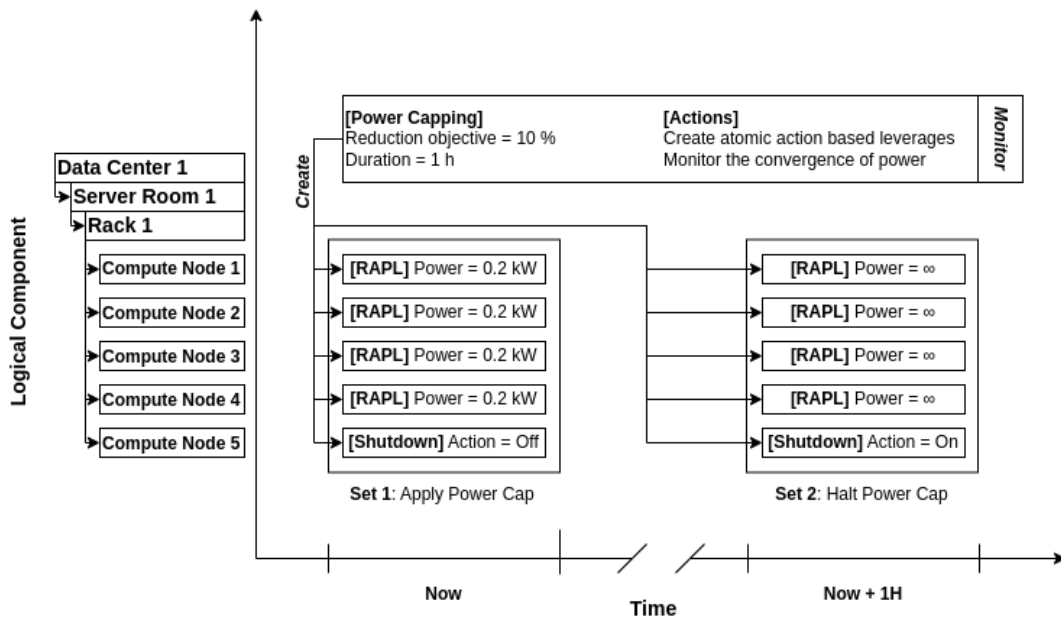 [Power Capping]
Reduction objective = 10 %
Duration = 1 h
[Actions]
Create atomic action based leverages
Monitor the convergence of power
Monitor
Create
Logical Component
Data Center 1
Server Room 1
Rack 1
Compute Node 1
Compute Node 2
Compute Node 3
Compute Node 4
Compute Node 5
[RAPL] Power = 0.2 kW
[RAPL] Power = 0.2 kW
[RAPL] Power = 0.2 kW
[RAPL] Power = 0.2 kW
[Shutdown] Action = Off
Set 1: Apply Power Cap
[RAPL] Power = ∞
[RAPL] Power = ∞
[RAPL] Power = ∞
[RAPL] Power = ∞
[Shutdown] Action = On
Set 2: Halt Power Cap
Now
Now + 1H
Time